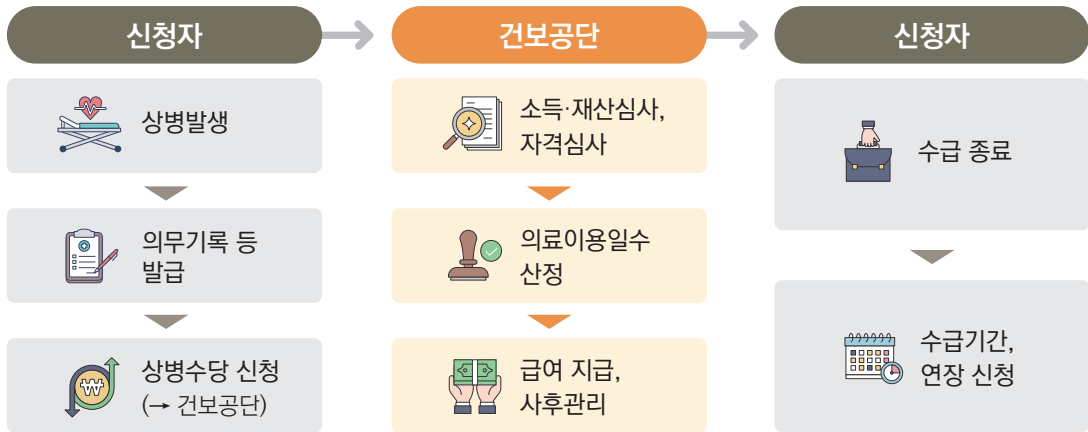 신청자
상병발생
의무기록 등
발급
상병수당 신청
(→ 건보공단)
건보공단
소득·재산심사,
자격심사
의료이용일수
산정
급여 지급,
사후관리
신청자
수급 종료
수급기간,
연장 신청